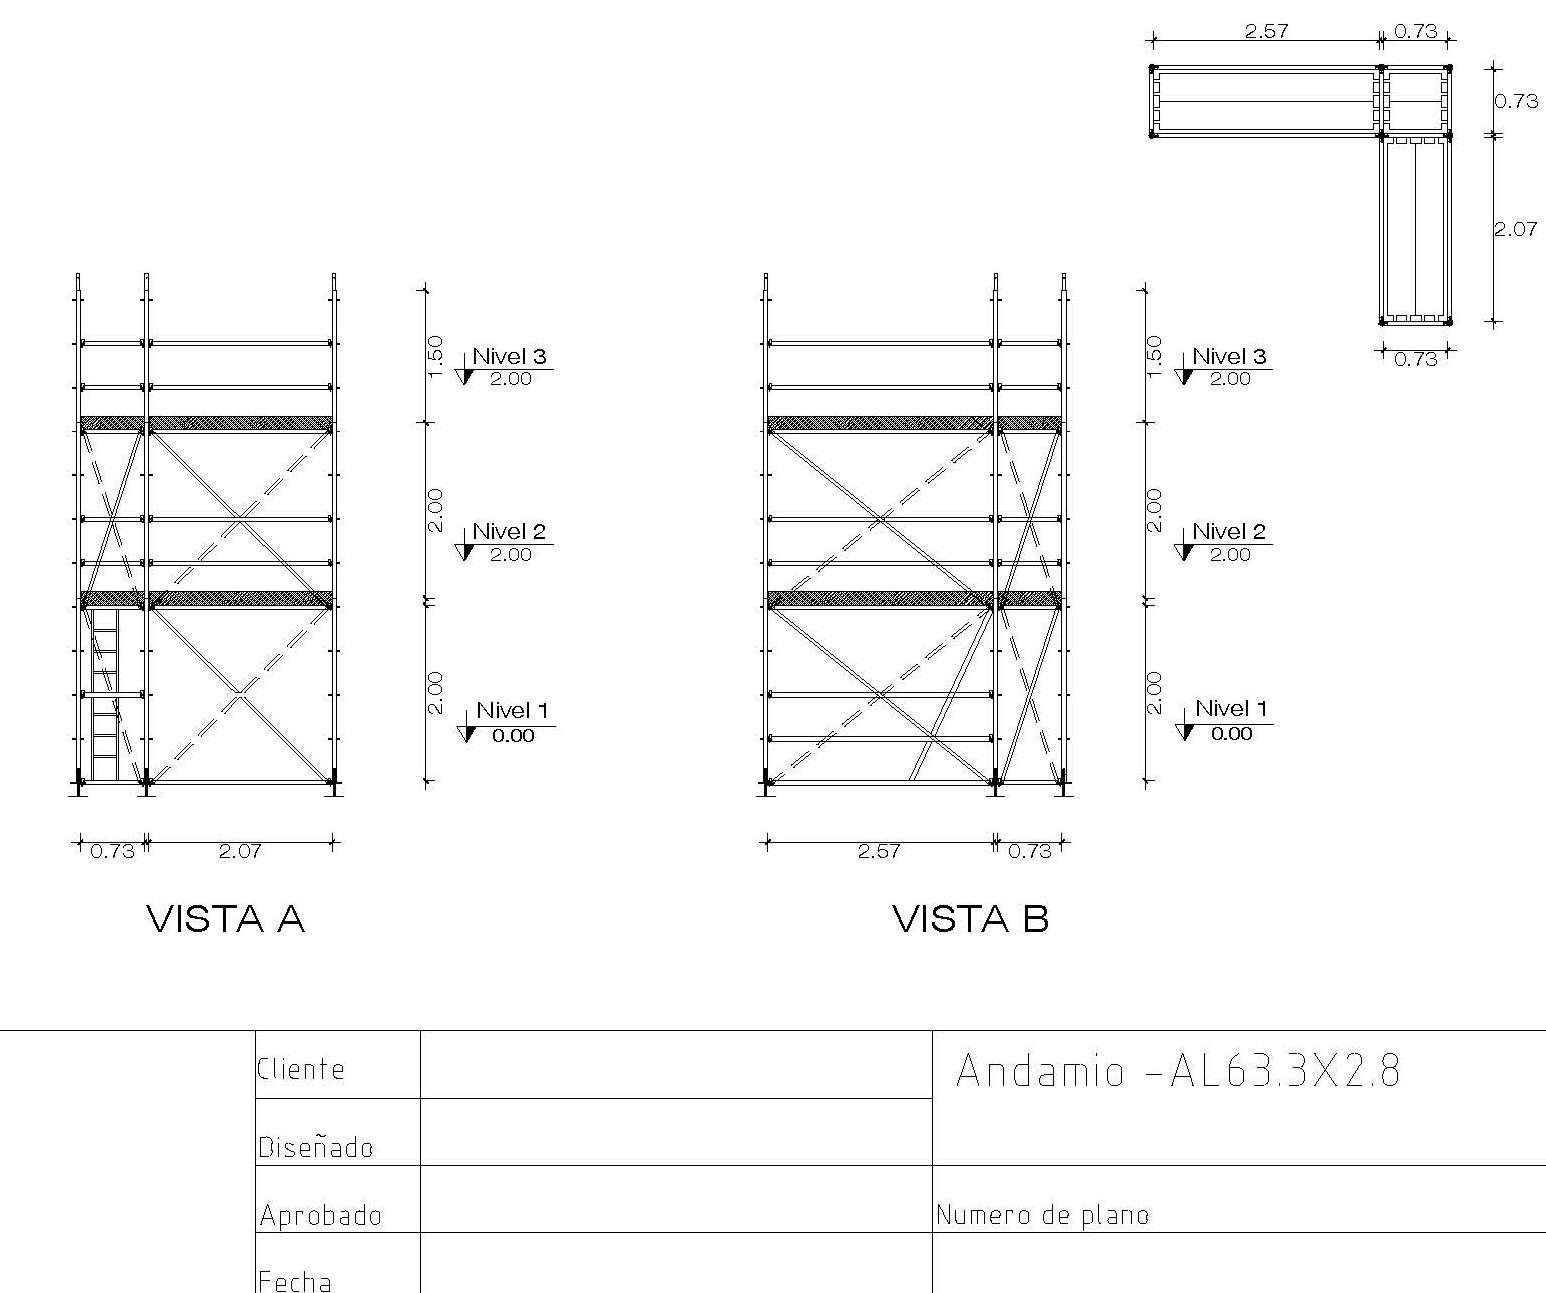 2.57 0.73
0.73
2.07
0.73
1.50
Nivel 3
2.00
2.00
Nivel 2
2.00
2.00
Nivel 1
0.00
0.73 2.07
VISTA A
1.50
Nivel 3
2.00
2.00
Nivel 2
2.00
2.00
Nivel 1
0.00
2.57 0.73
VISTA B
Cliente
Andamio -AL63.3X2.8
Diseñado
Aprobado
Numero de plano
Fecha